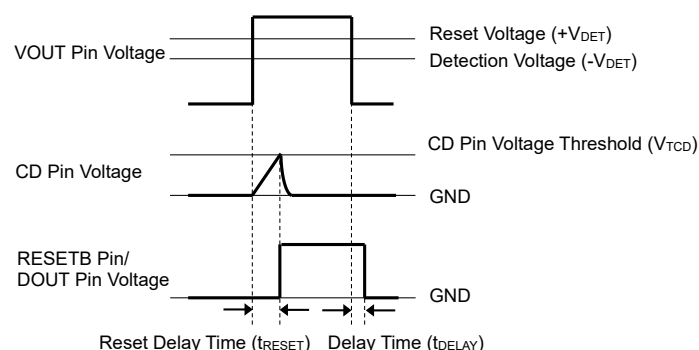 Reset Voltage (+VDET)
VOUT Pin Voltage
Detection Voltage (-VDET)
CD Pin Voltage Threshold (VTCD)
CD Pin Voltage
GND
RESETB Pin/
DOUT Pin Voltage
GND
Reset Delay Time (tRESET) Delay Time (tDELAY)